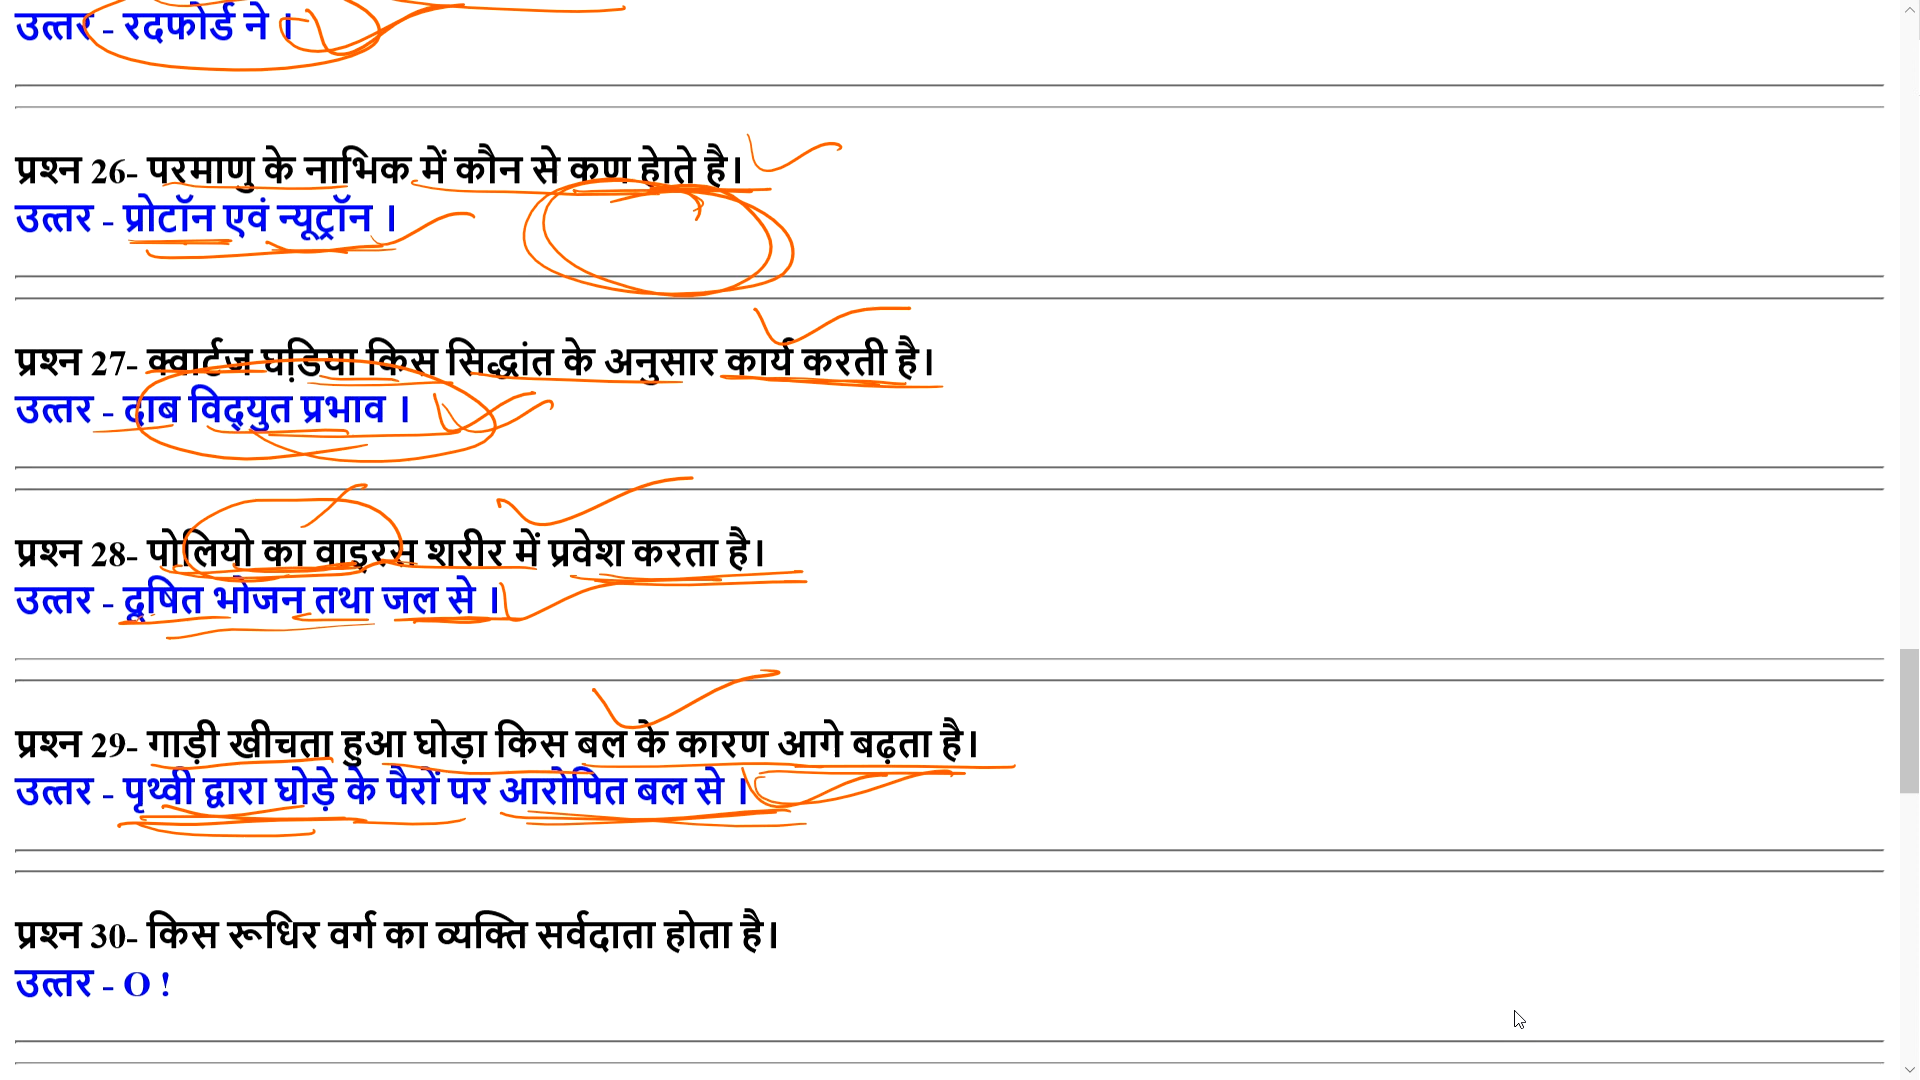 उत्तर - रदफोर्ड ने ।
प्रश्न 26- परमाणु के नाभिक में कौन से कण हेाते है।
उत्तर - प्रोटॉन एवं न्यूट्रॉन ।
प्रश्न 27- क्वार्टज घडि़या किस सिद्धांत के अनुसार कार्य करती है।
उत्तर - दाब विद्युत प्रभाव ।
प्रश्न 28- पोलियो का वाइरस शरीर में प्रवेश करता है।
उत्तर - दूषित भोजन तथा जल से ।
प्रश्न 29- गाड़ी खीचता हुआ घोड़ा किस बल के कारण आगे बढ़ता है।
उत्तर - पृथ्वी द्वारा घोड़े के पैरों पर आरोपित बल से ।
प्रश्न 30- किस रूधिर वर्ग का व्यक्ति सर्वदाता होता है।
उत्तर - O !